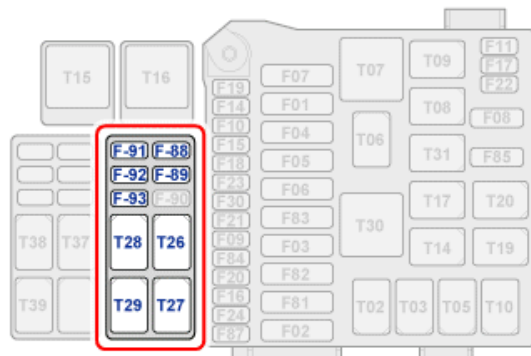 T15 T16
F-91 F-88
F-92 F-89
F-93 F-90
T38 T37 T28 T26
T39 T29 T27
F19
F14
F10
F15
F18
F23
F30
F21
F09
F84
F20
F16
F24
F87
F07
F01
F04
F05
F06
F83
F03
F82
F81
F02
T07 T09
T06 T08
T31
T30 T17 T20
T14 T19
T02 T03 T05 T10
F11
F17
F22
F08
F85